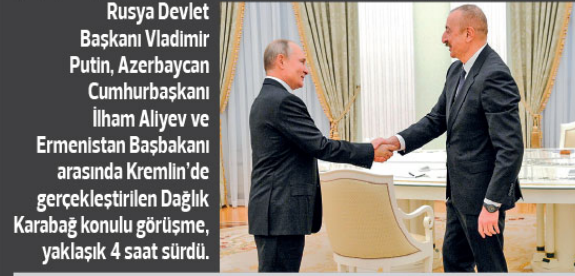 Rusya Devlet
Başkanı Vladimir
Putin, Azerbaycan
Cumhurbaşkanı
İlham Aliyev ve
Ermenistan Başbakanı
arasında Kremlin’de
gerçekleştirilen Dağlık
Karabağ konulu görüşme,
yaklaşık 4 saat sürdü.